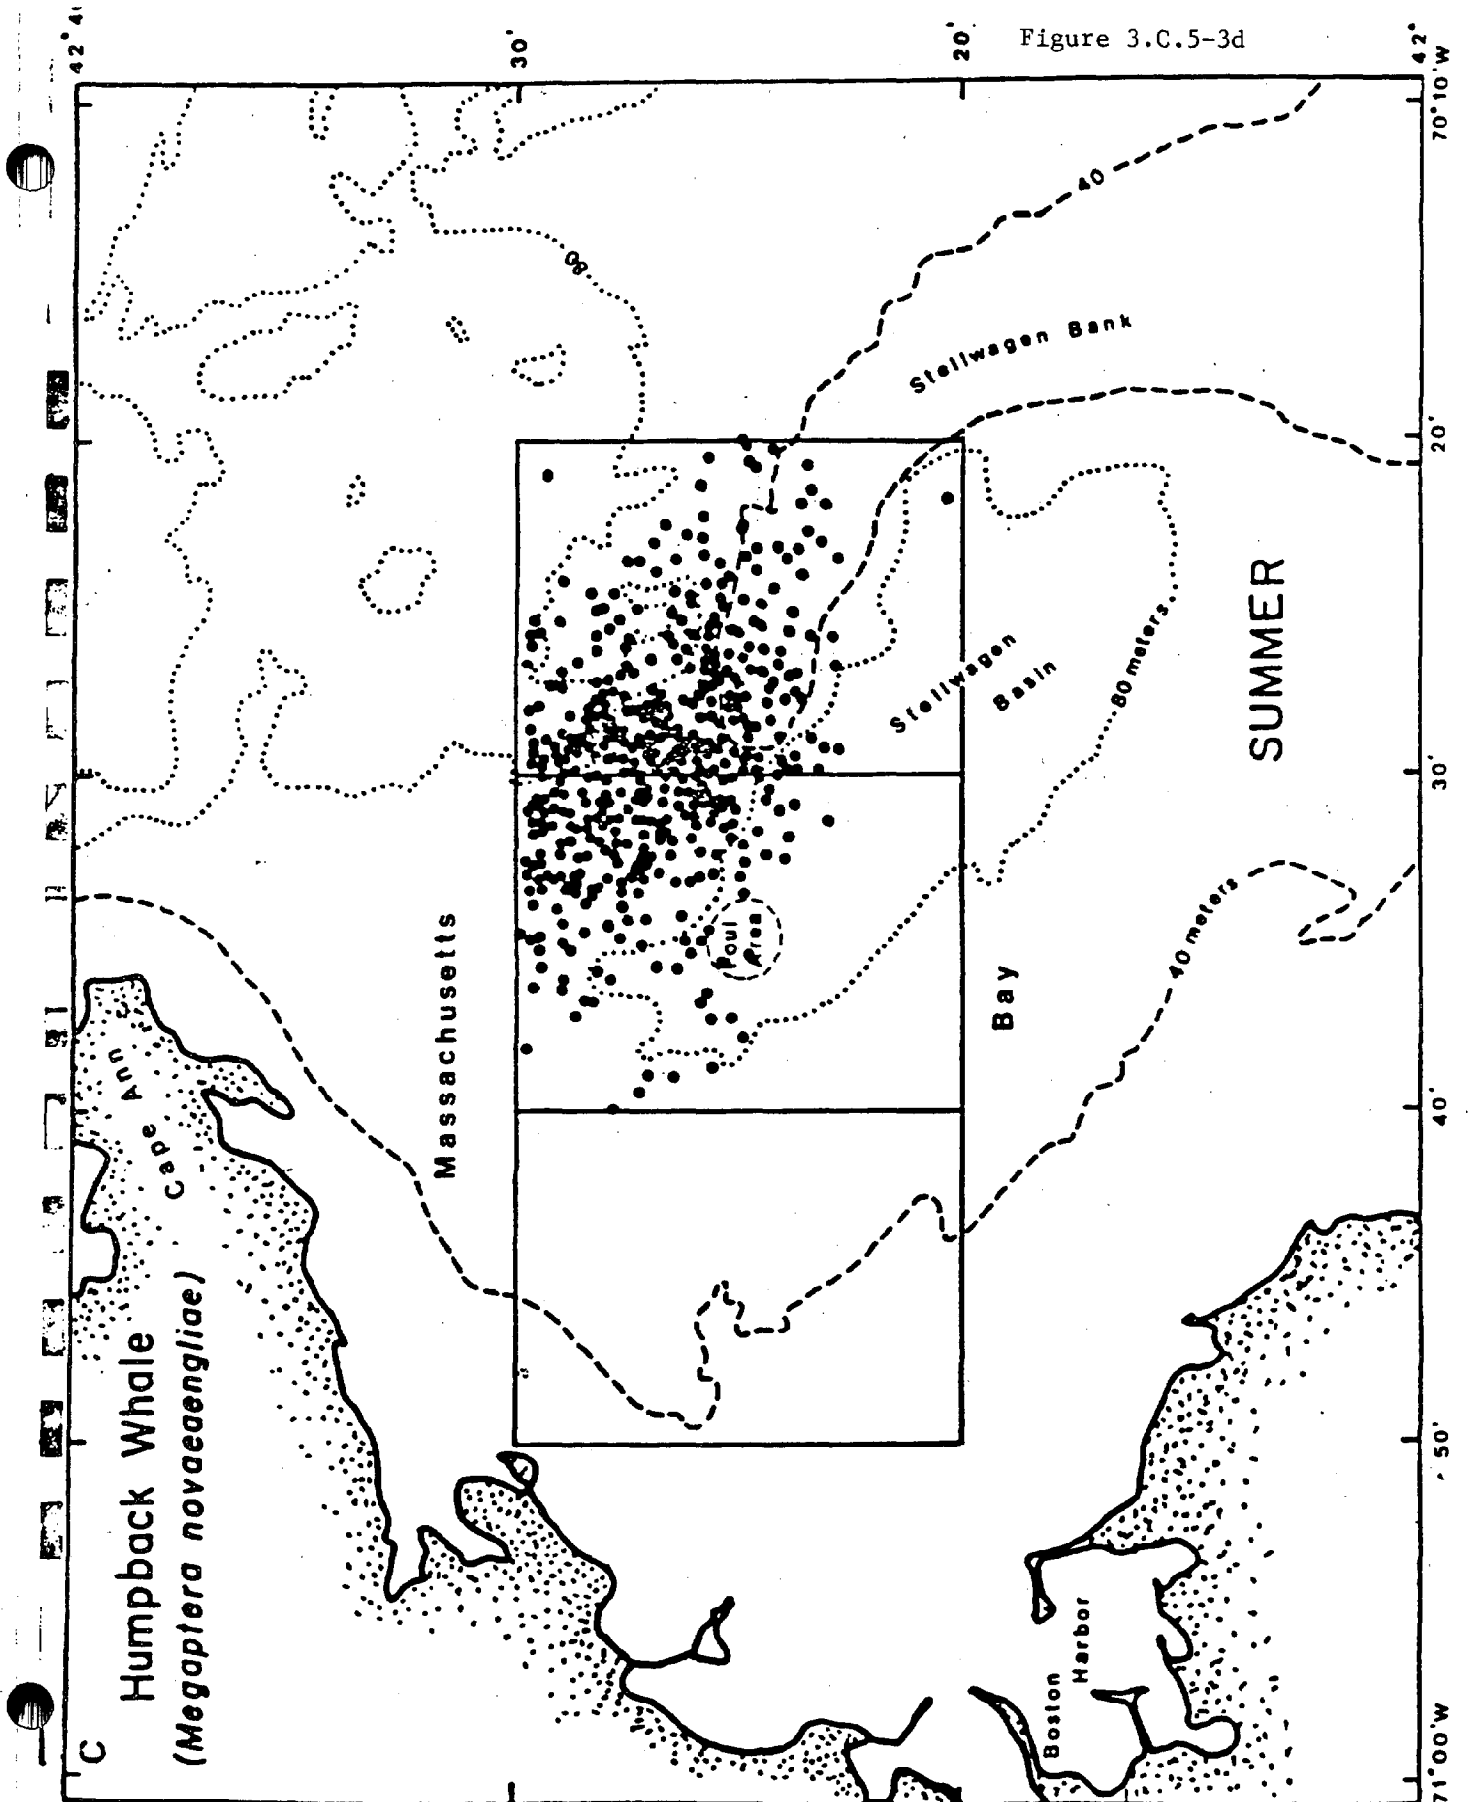 Figure 3.C.5-3d
C
Humpback Whale
(Megaptera novaeaengliae)
SUMMER
Cape Ann
Massachusetts
Bay
Boston
Harbor
Foul
Area
Stellwagen
Basin
Stellwagen Bank
80
40
80 meters
40 meters
30'
20'
42°
70°10'W
20'
30'
40'
50'
71°00'W